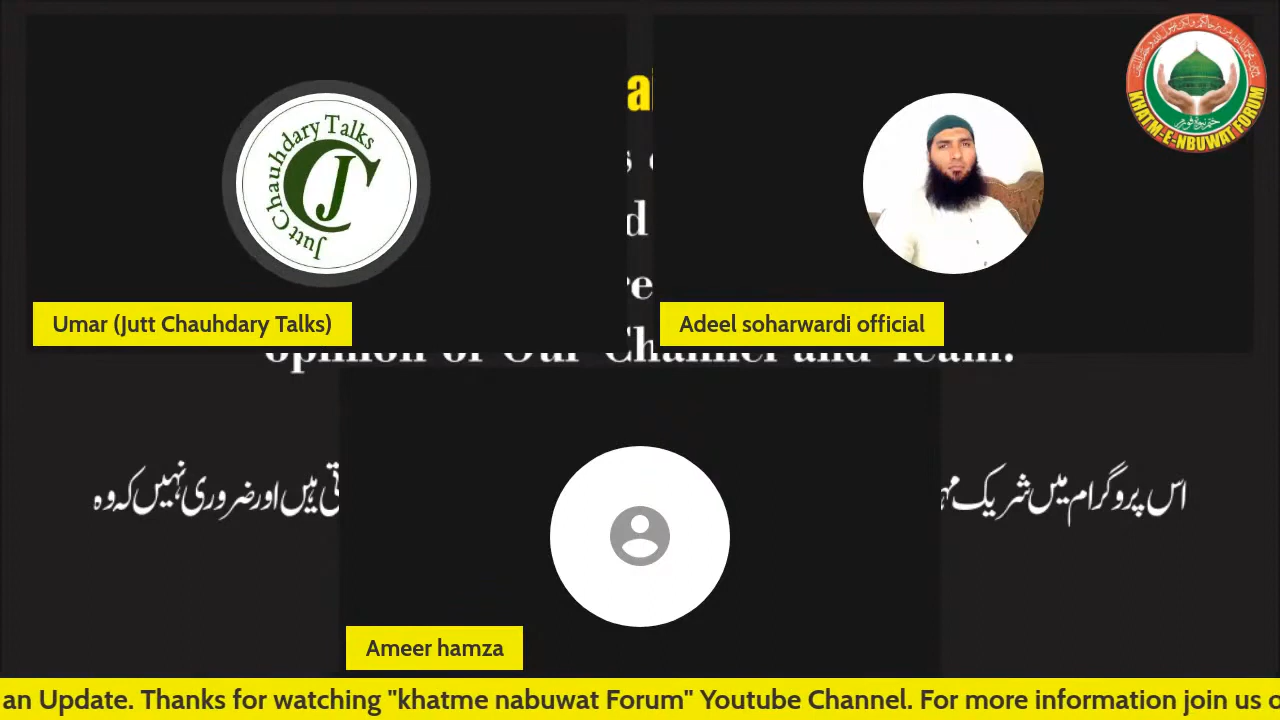 Jutt Chauhdary Talks
CJ
KHATM-E-NBUWAT FORUM
Umar (Jutt Chauhdary Talks)
Adeel soharwardi official
opinion of Our Channel and Team.
اس پروگرام میں شریک
ہیں اور ضروری نہیں کہ وہ
Ameer hamza
an Update. Thanks for watching "khatme nabuwat Forum" Youtube Channel. For more information join us